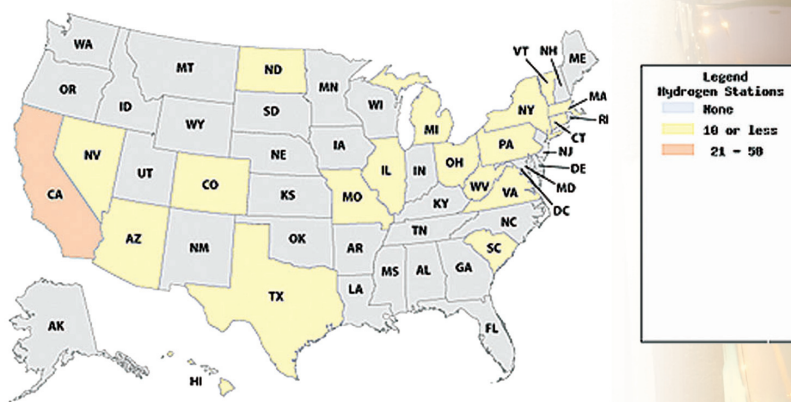 WA
MT
ND
MN
VT
NH
ME
OR
ID
WY
SD
WI
MI
NY
MA
RI
CT
NV
UT
CO
NE
IA
IL
IN
OH
PA
NJ
DE
MD
DC
CA
AZ
NM
KS
OK
MO
AR
KY
WV
VA
TN
NC
SC
TX
LA
MS
AL
GA
FL
AK
HI
Legend
Hydrogen Stations
None
10 or less
21 - 50